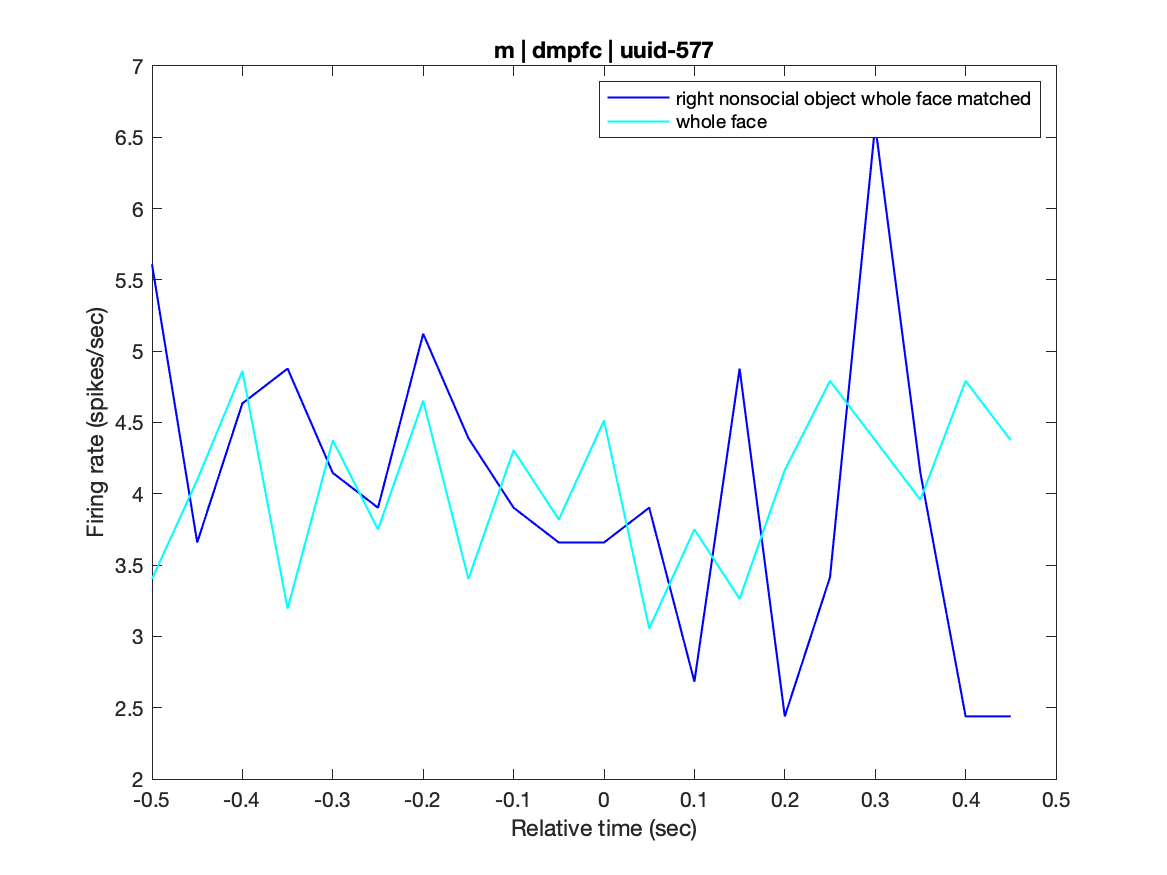 m | dmpfc | uuid-577
7
6.5
6
5.5
5
4.5
4
3.5
3
2.5
2
Firing rate (spikes/sec)
right nonsocial object whole face matched
whole face
-0.5 -0.4 -0.3 -0.2 -0.1 0 0.1 0.2 0.3 0.4 0.5
Relative time (sec)